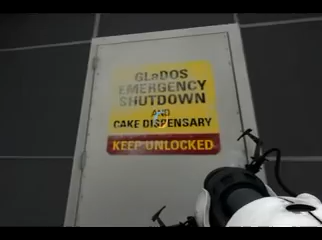 GLaDOS
EMERGENCY
SHUTDOWN
AND
CAKE DISPENSARY
KEEP UNLOCKED